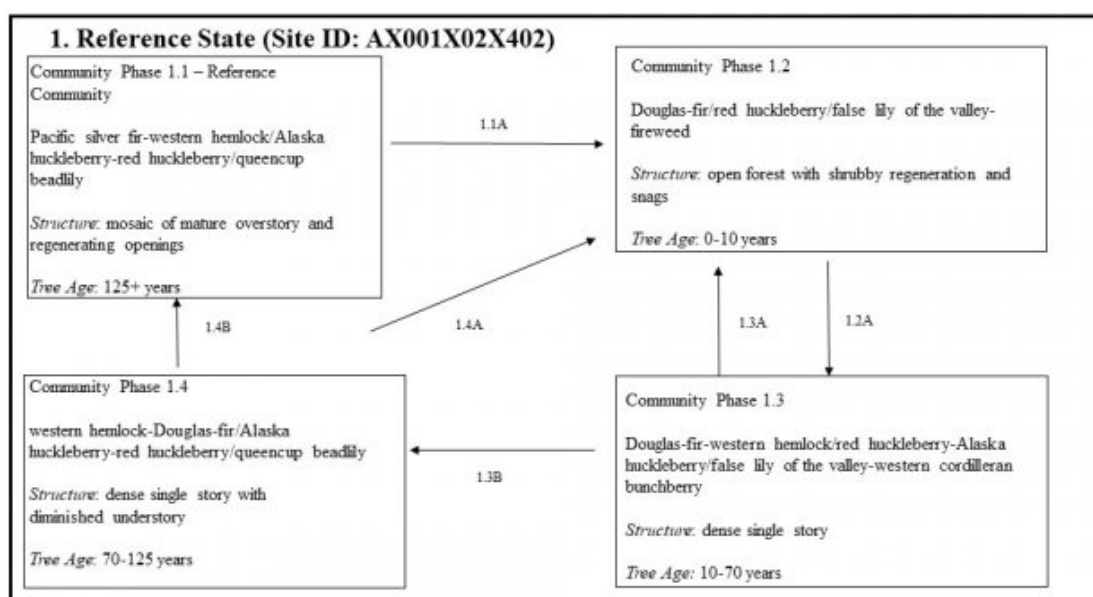 1. Reference State (Site ID: AX001X02X402)
Community Phase 1.1 – Reference
Community
Pacific silver fir-western hemlock/Alaska
huckleberry-red huckleberry/queencup
beadlily
Structure: mosaic of mature overstory and
regenerating openings
Tree Age: 125+ years
1.1A
Community Phase 1.2
Douglas-fir/red huckleberry/false lily of the valley-
fireweed
Structure: open forest with shrubby regeneration and
snags
Tree Age: 0-10 years
1.4B
1.4A
1.3A
1.2A
Community Phase 1.4
western hemlock-Douglas-fir/Alaska
huckleberry-red huckleberry/queencup beadlily
Structure: dense single story with
diminished understory
Tree Age: 70-125 years
1.3B
Community Phase 1.3
Douglas-fir-western hemlock/red huckleberry-Alaska
huckleberry/false lily of the valley-western cordilleran
bunchberry
Structure: dense single story
Tree Age: 10-70 years